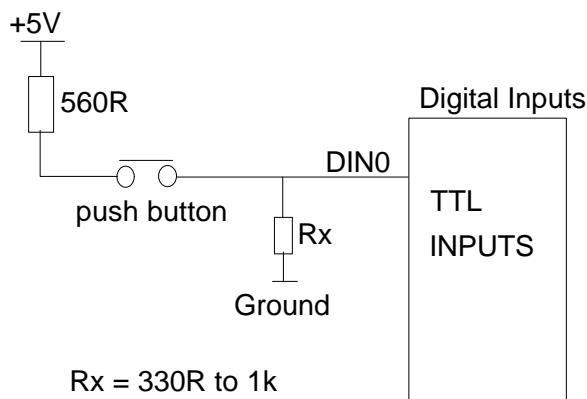 +5V
560R
Digital Inputs
DIN0
push button
TTL
INPUTS
Rx
Ground
Rx = 330R to 1k